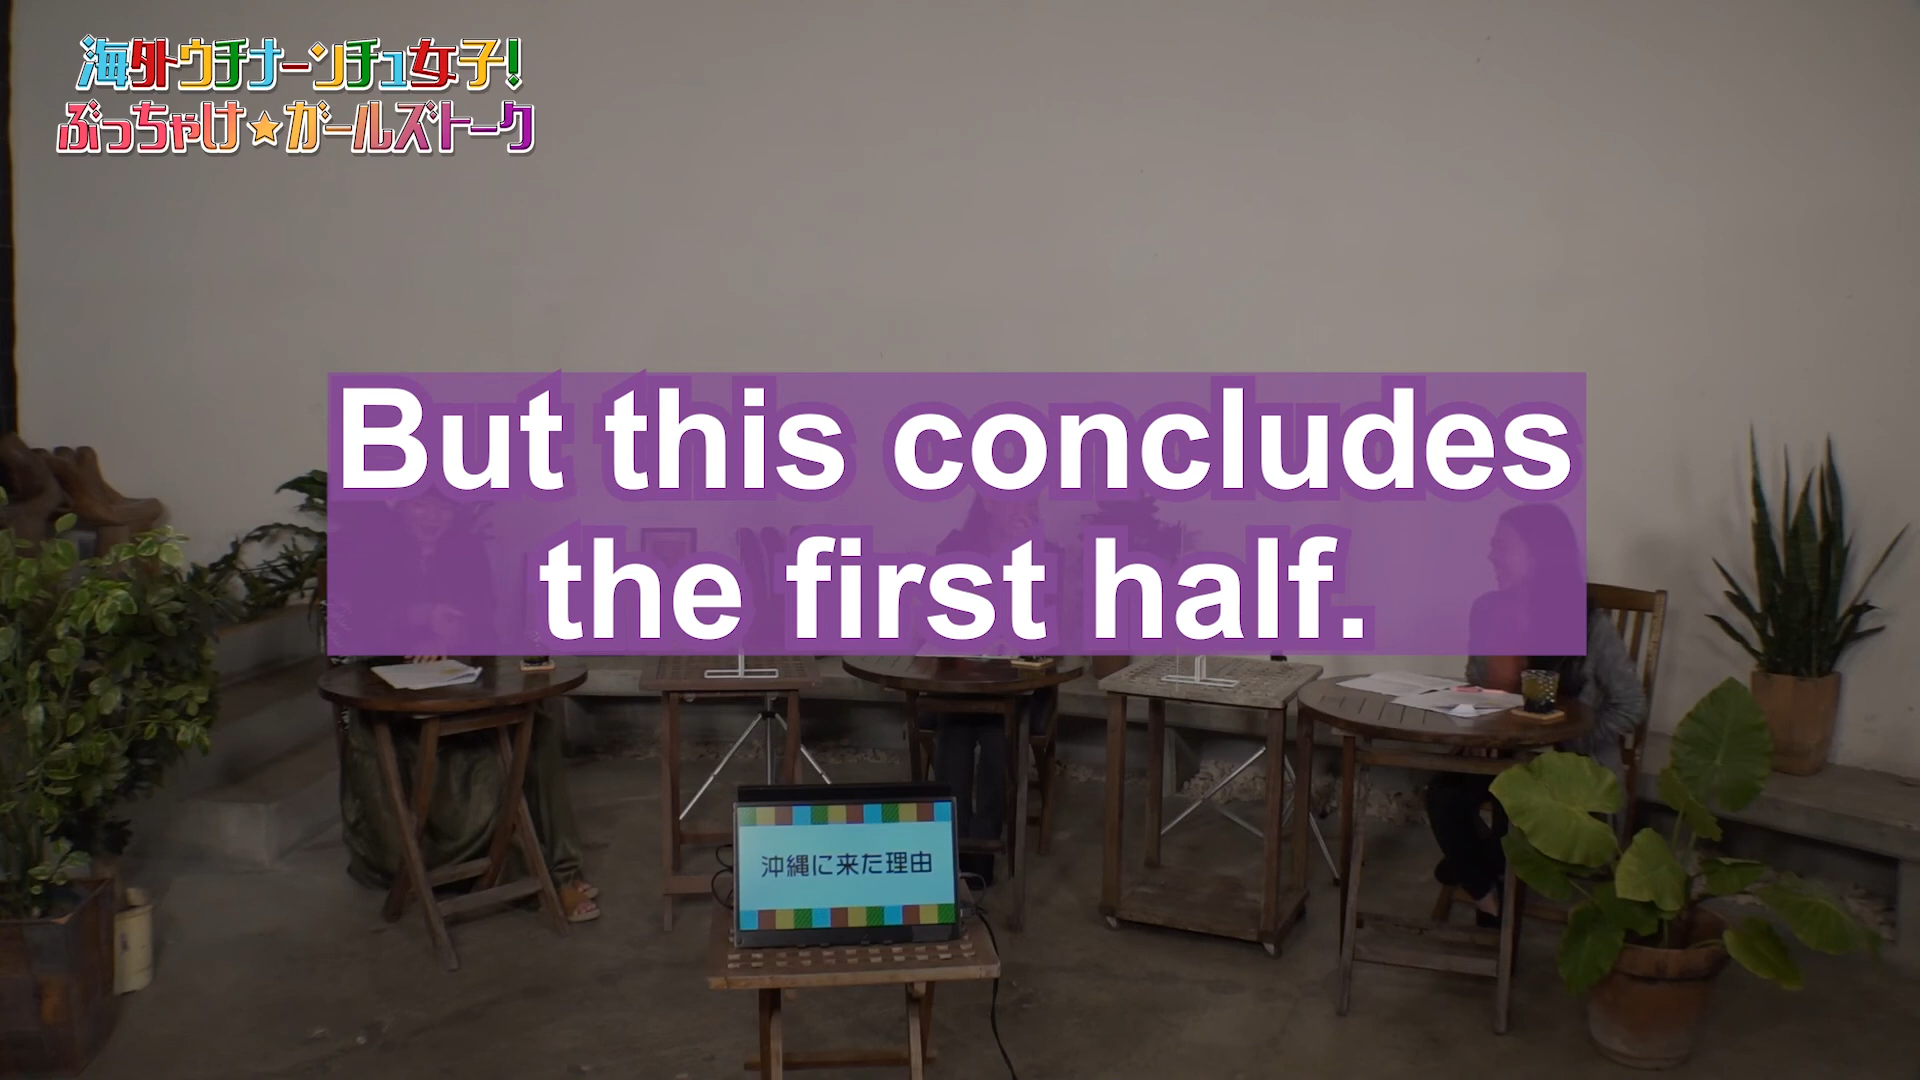 海外ウチナーンチュ女子!
ぶっちゃけ★ガールズトーク
But this concludes
the first half.
沖縄に来た理由